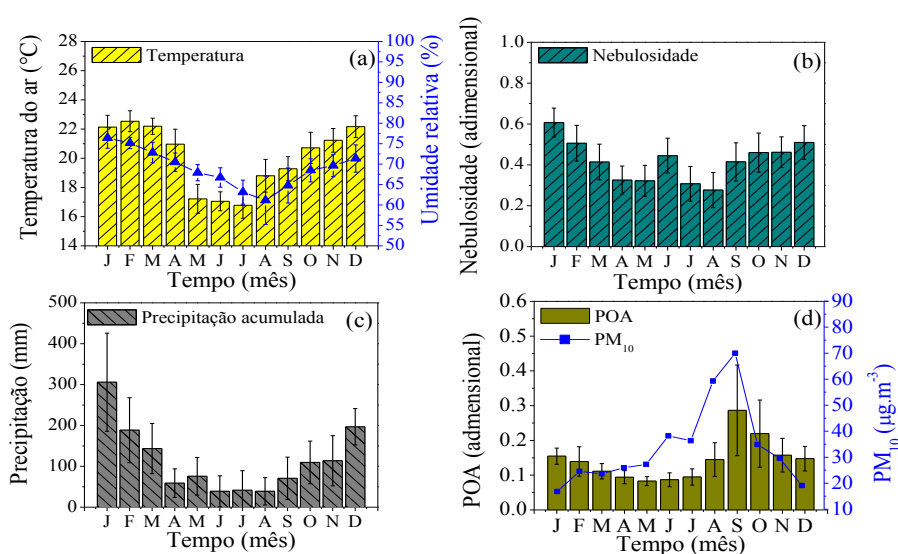 Temperatura
(a)
Temperatura do ar (°C)
28
26
24
22
20
18
16
14
Umidade relativa (%)
100
95
90
85
80
75
70
65
60
55
50
J F M A M J J A S O N D
Tempo (mês)
Nebulosidade
(b)
Nebulosidade (adimensional)
1.0
0.8
0.6
0.4
0.2
0.0
J F M A M J J A S O N D
Tempo (mês)
Precipitação acumulada
(c)
Precipitação (mm)
500
400
300
200
100
0
J F M A M J J A S O N D
Tempo (mês)
POA
PM10
(d)
POA (admensional)
0.6
0.5
0.4
0.3
0.2
0.1
0.0
PM10 (µg.m-3)
90
80
70
60
50
40
30
20
10
J F M A M J J A S O N D
Tempo (mês)